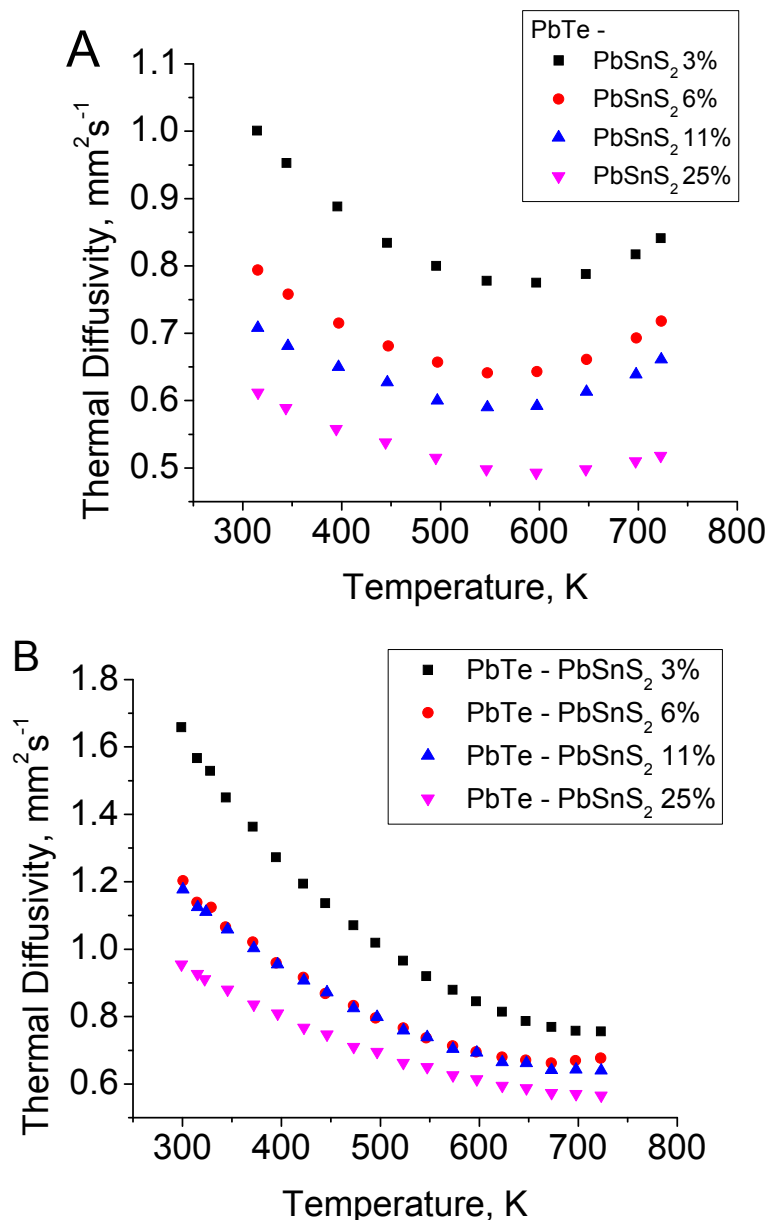 A
PbTe -
PbSnS₂ 3%
PbSnS₂ 6%
PbSnS₂ 11%
PbSnS₂ 25%
Thermal Diffusivity, mm²s⁻¹
1.1
1.0
0.9
0.8
0.7
0.6
0.5
300 400 500 600 700 800
Temperature, K
B
PbTe - PbSnS₂ 3%
PbTe - PbSnS₂ 6%
PbTe - PbSnS₂ 11%
PbTe - PbSnS₂ 25%
Thermal Diffusivity, mm²s⁻¹
1.8
1.6
1.4
1.2
1.0
0.8
0.6
300 400 500 600 700 800
Temperature, K